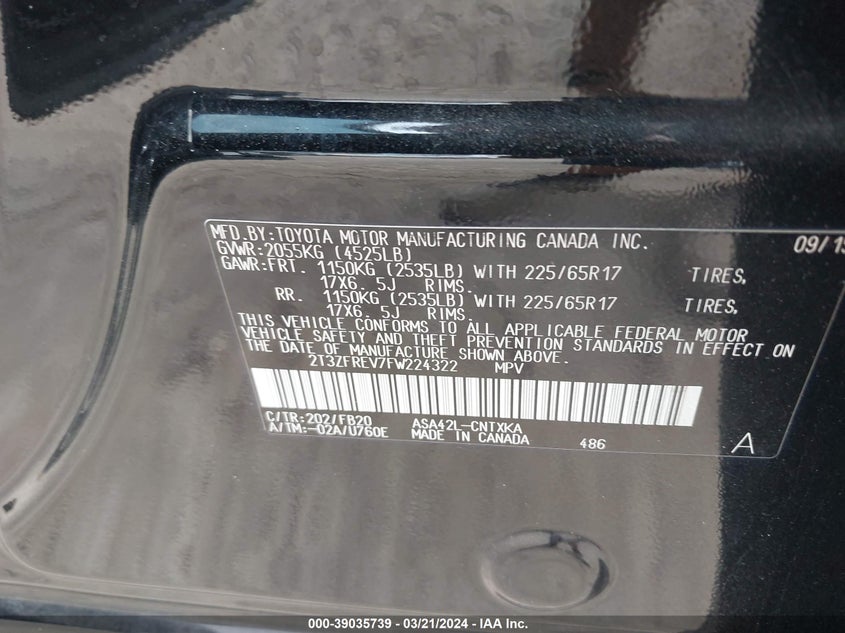 MFD.BY:TOYOTA MOTOR MANUFACTURING CANADA INC. 09/15
GVWR:2055KG (4525LB)
GAWR:FRT. 1150KG (2535LB) WITH 225/65R17 TIRES,
17X6. 5J RIMS.
RR. 1150KG (2535LB) WITH 225/65R17 TIRES,
17X6. 5J RIMS.
THIS VEHICLE CONFORMS TO ALL APPLICABLE FEDERAL MOTOR
VEHICLE SAFETY AND THEFT PREVENTION STANDARDS IN EFFECT ON
THE DATE OF MANUFACTURE SHOWN ABOVE.
2T3ZFREV7FW224322 MPV
C/TR:202/FB20 ASA42L-CNTXKA
A/TM:-02A/U760E MADE IN CANADA 486 A
000-39035739 - 03/21/2024 - IAA Inc.